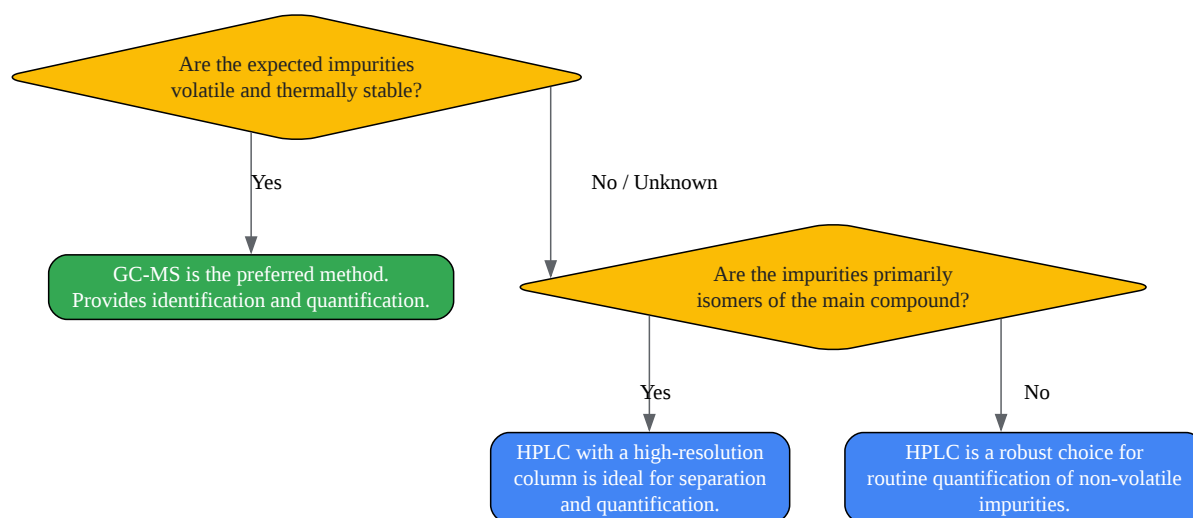 Are the expected impurities
volatile and thermally stable?
Yes
No / Unknown
GC-MS is the preferred method.
Provides identification and quantification.
Are the impurities primarily
isomers of the main compound?
Yes
No
HPLC with a high-resolution
column is ideal for separation
and quantification.
HPLC is a robust choice for
routine quantification of non-volatile
impurities.